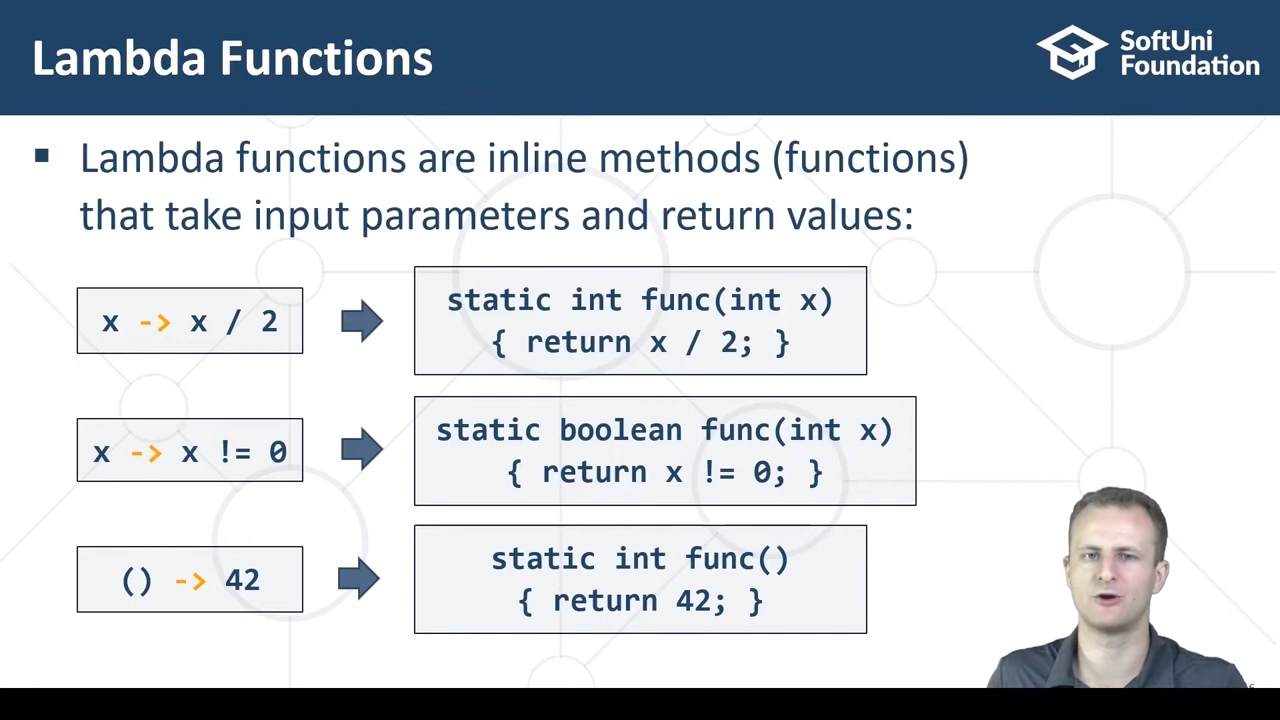 Lambda Functions
SoftUni
Foundation
▪ Lambda functions are inline methods (functions)
that take input parameters and return values:
x -> x / 2
static int func(int x)
{ return x / 2; }
x -> x != 0
static boolean func(int x)
{ return x != 0; }
() -> 42
static int func()
{ return 42; }